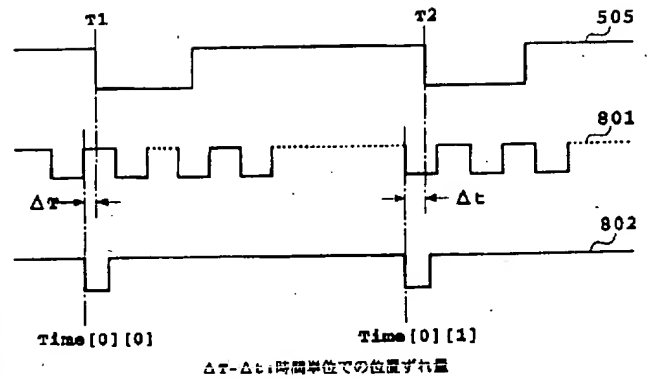 T1 T2 505
801
ΔT Δt
802
Time[0][0] Time[0][1]
ΔT-Δt:時間単位での位置ずれ量